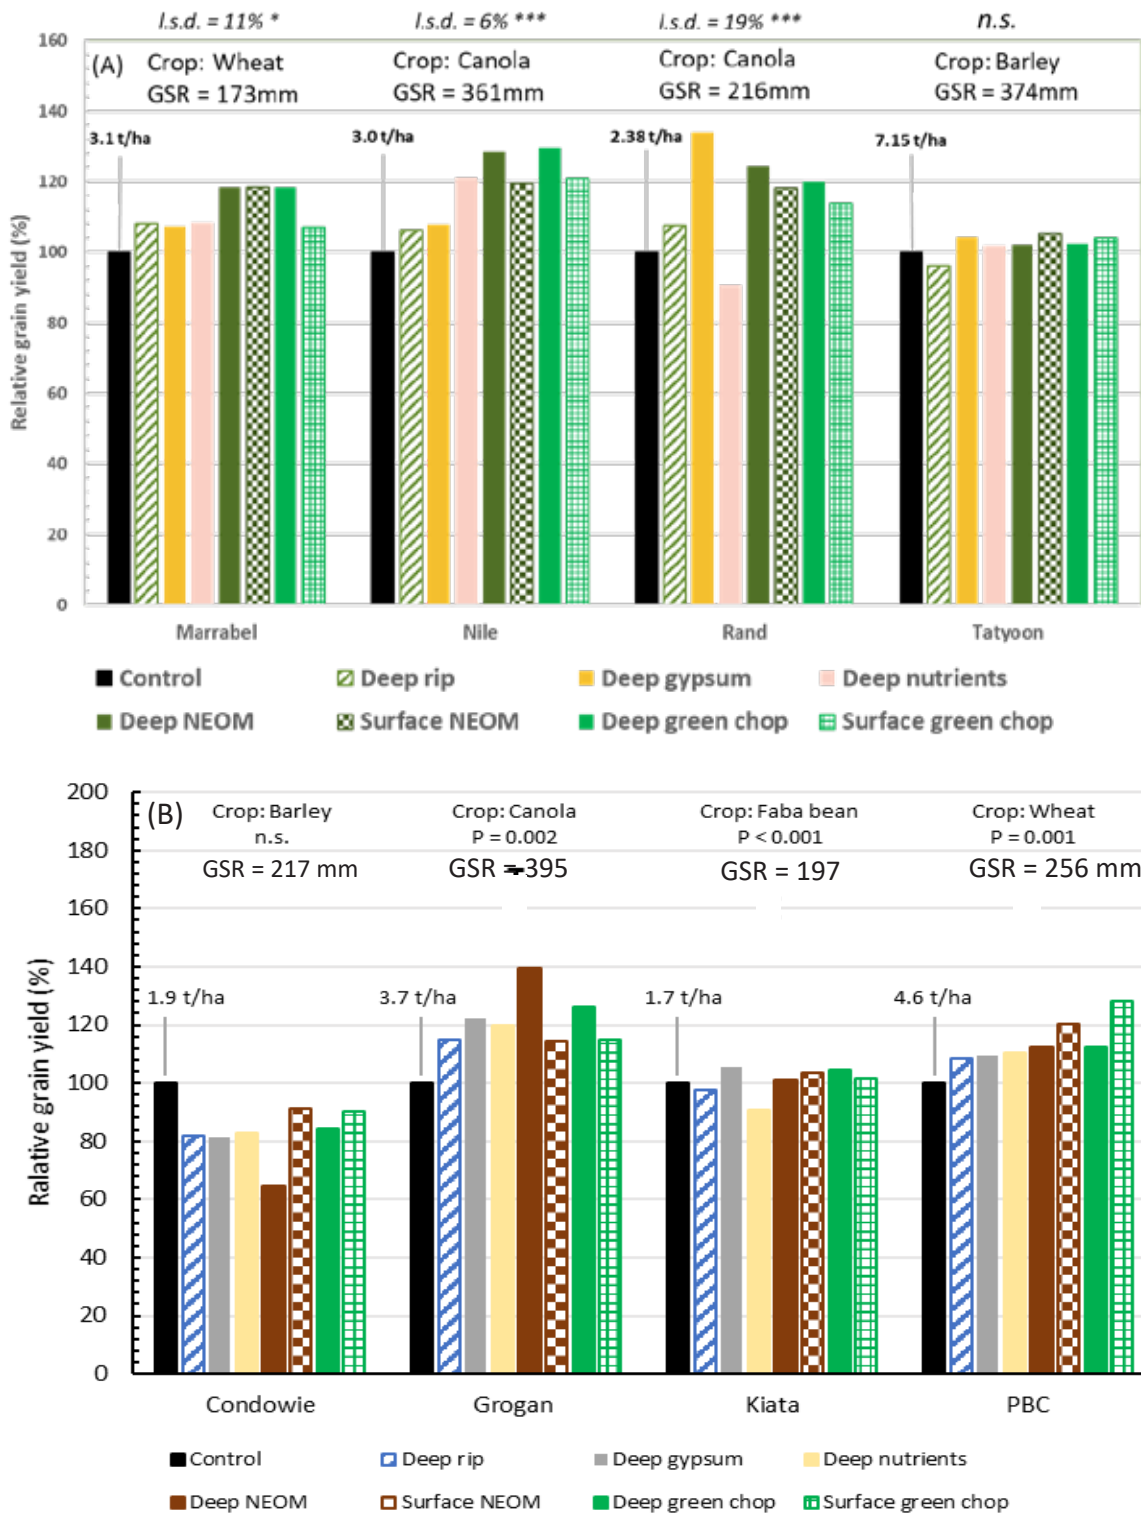 l.s.d. = 11% * l.s.d. = 6% *** l.s.d. = 19% *** n.s.
(A) Crop: Wheat Crop: Canola Crop: Canola Crop: Barley
GSR = 173mm GSR = 361mm GSR = 216mm GSR = 374mm
3.1 t/ha 3.0 t/ha 2.38 t/ha 7.15 t/ha
Relative grain yield (%)
160
140
120
100
80
60
40
20
0
Marrabel Nile Rand Tatyoon
Control Deep rip Deep gypsum Deep nutrients
Deep NEOM Surface NEOM Deep green chop Surface green chop
(B) Crop: Barley Crop: Canola Crop: Faba bean Crop: Wheat
n.s. P = 0.002 P < 0.001 P = 0.001
GSR = 217 mm GSR = 395 GSR = 197 GSR = 256 mm
1.9 t/ha 3.7 t/ha 1.7 t/ha 4.6 t/ha
Ralative grain yield (%)
200
180
160
140
120
100
80
60
40
20
0
Condowie Grogan Kiata PBC
Control Deep rip Deep gypsum Deep nutrients
Deep NEOM Surface NEOM Deep green chop Surface green chop